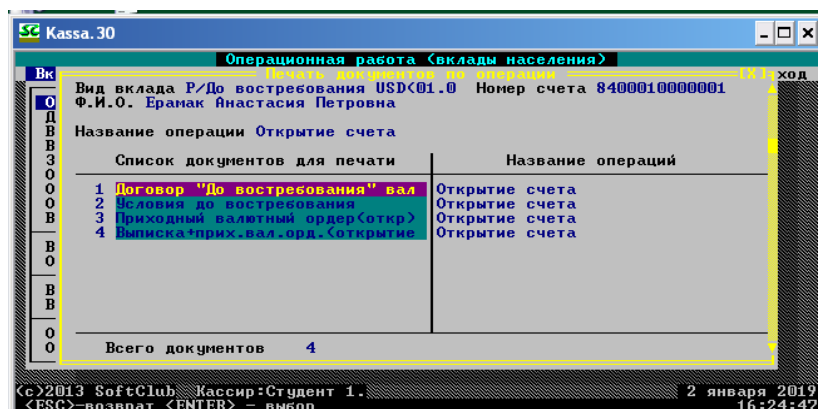 Kassa.30
Операционная работа (вклады населения)
Вк
Печать документов по операции
[X]
ход
Вид вклада Р/До востребования USD(01.0 Номер счета 8400010000001
Ф.И.О. Ерамак Анастасия Петровна
Название операции Открытие счета
Список документов для печати Название операций
1 Договор "До востребования" вал Открытие счета
2 Условия до востребования Открытие счета
3 Приходный валютный ордер(откр) Открытие счета
4 Выписка+прих.вал.орд.(открытие Открытие счета
Всего документов 4
О
Д
В
В
З
О
О
О
В
В
О
В
В
О
О
(c)2013 SoftClub Кассир:Студент 1. 2 января 2019
<ESC>-возврат <ENTER> - выбор 16:24:47